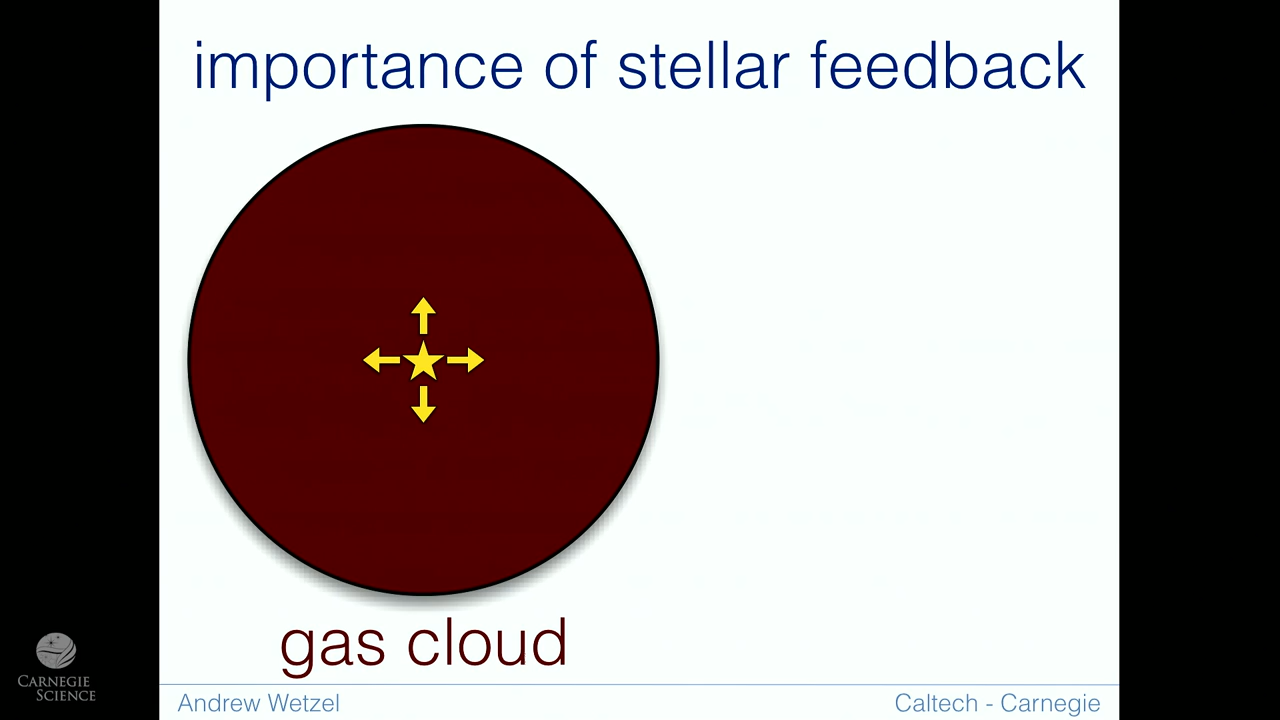 importance of stellar feedback
gas cloud
CARNEGIE
SCIENCE
Andrew Wetzel
Caltech - Carnegie